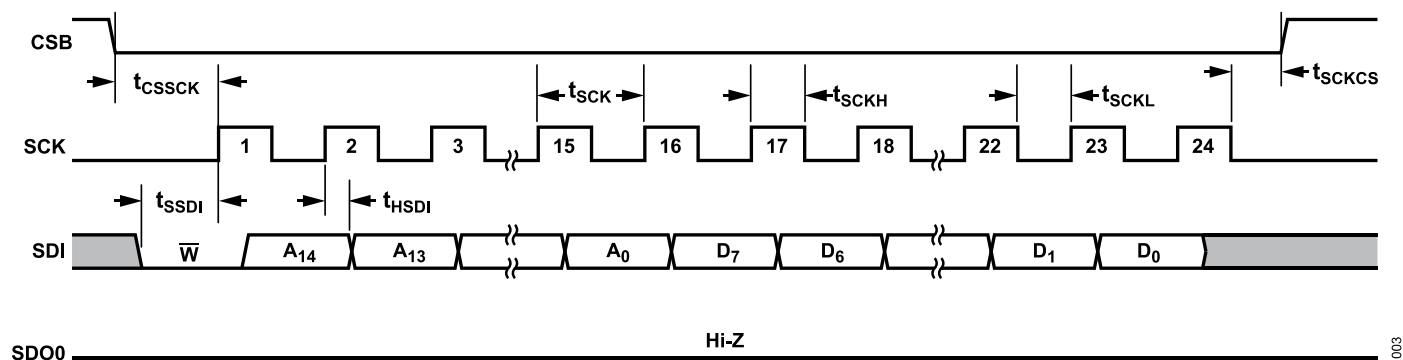 CSB
tCSSCK
tSCK
tSCKH
tSCKL
tSCKCS
SCK
1 2 3 15 16 17 18 22 23 24
tSSDI
tHSDI
SDI
W̅ A14 A13 A0 D7 D6 D1 D0
Hi-Z
SDO0
003